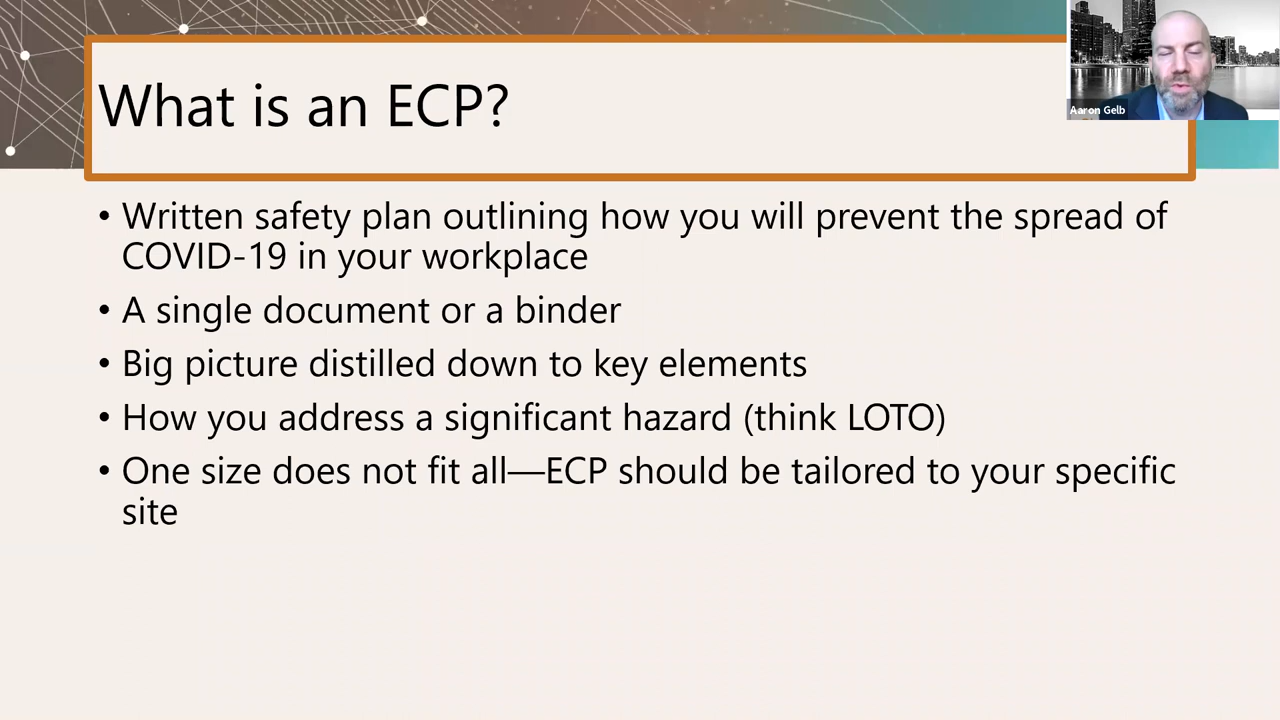 What is an ECP?
Aaron Gelb
• Written safety plan outlining how you will prevent the spread of
COVID-19 in your workplace
• A single document or a binder
• Big picture distilled down to key elements
• How you address a significant hazard (think LOTO)
• One size does not fit all—ECP should be tailored to your specific
site